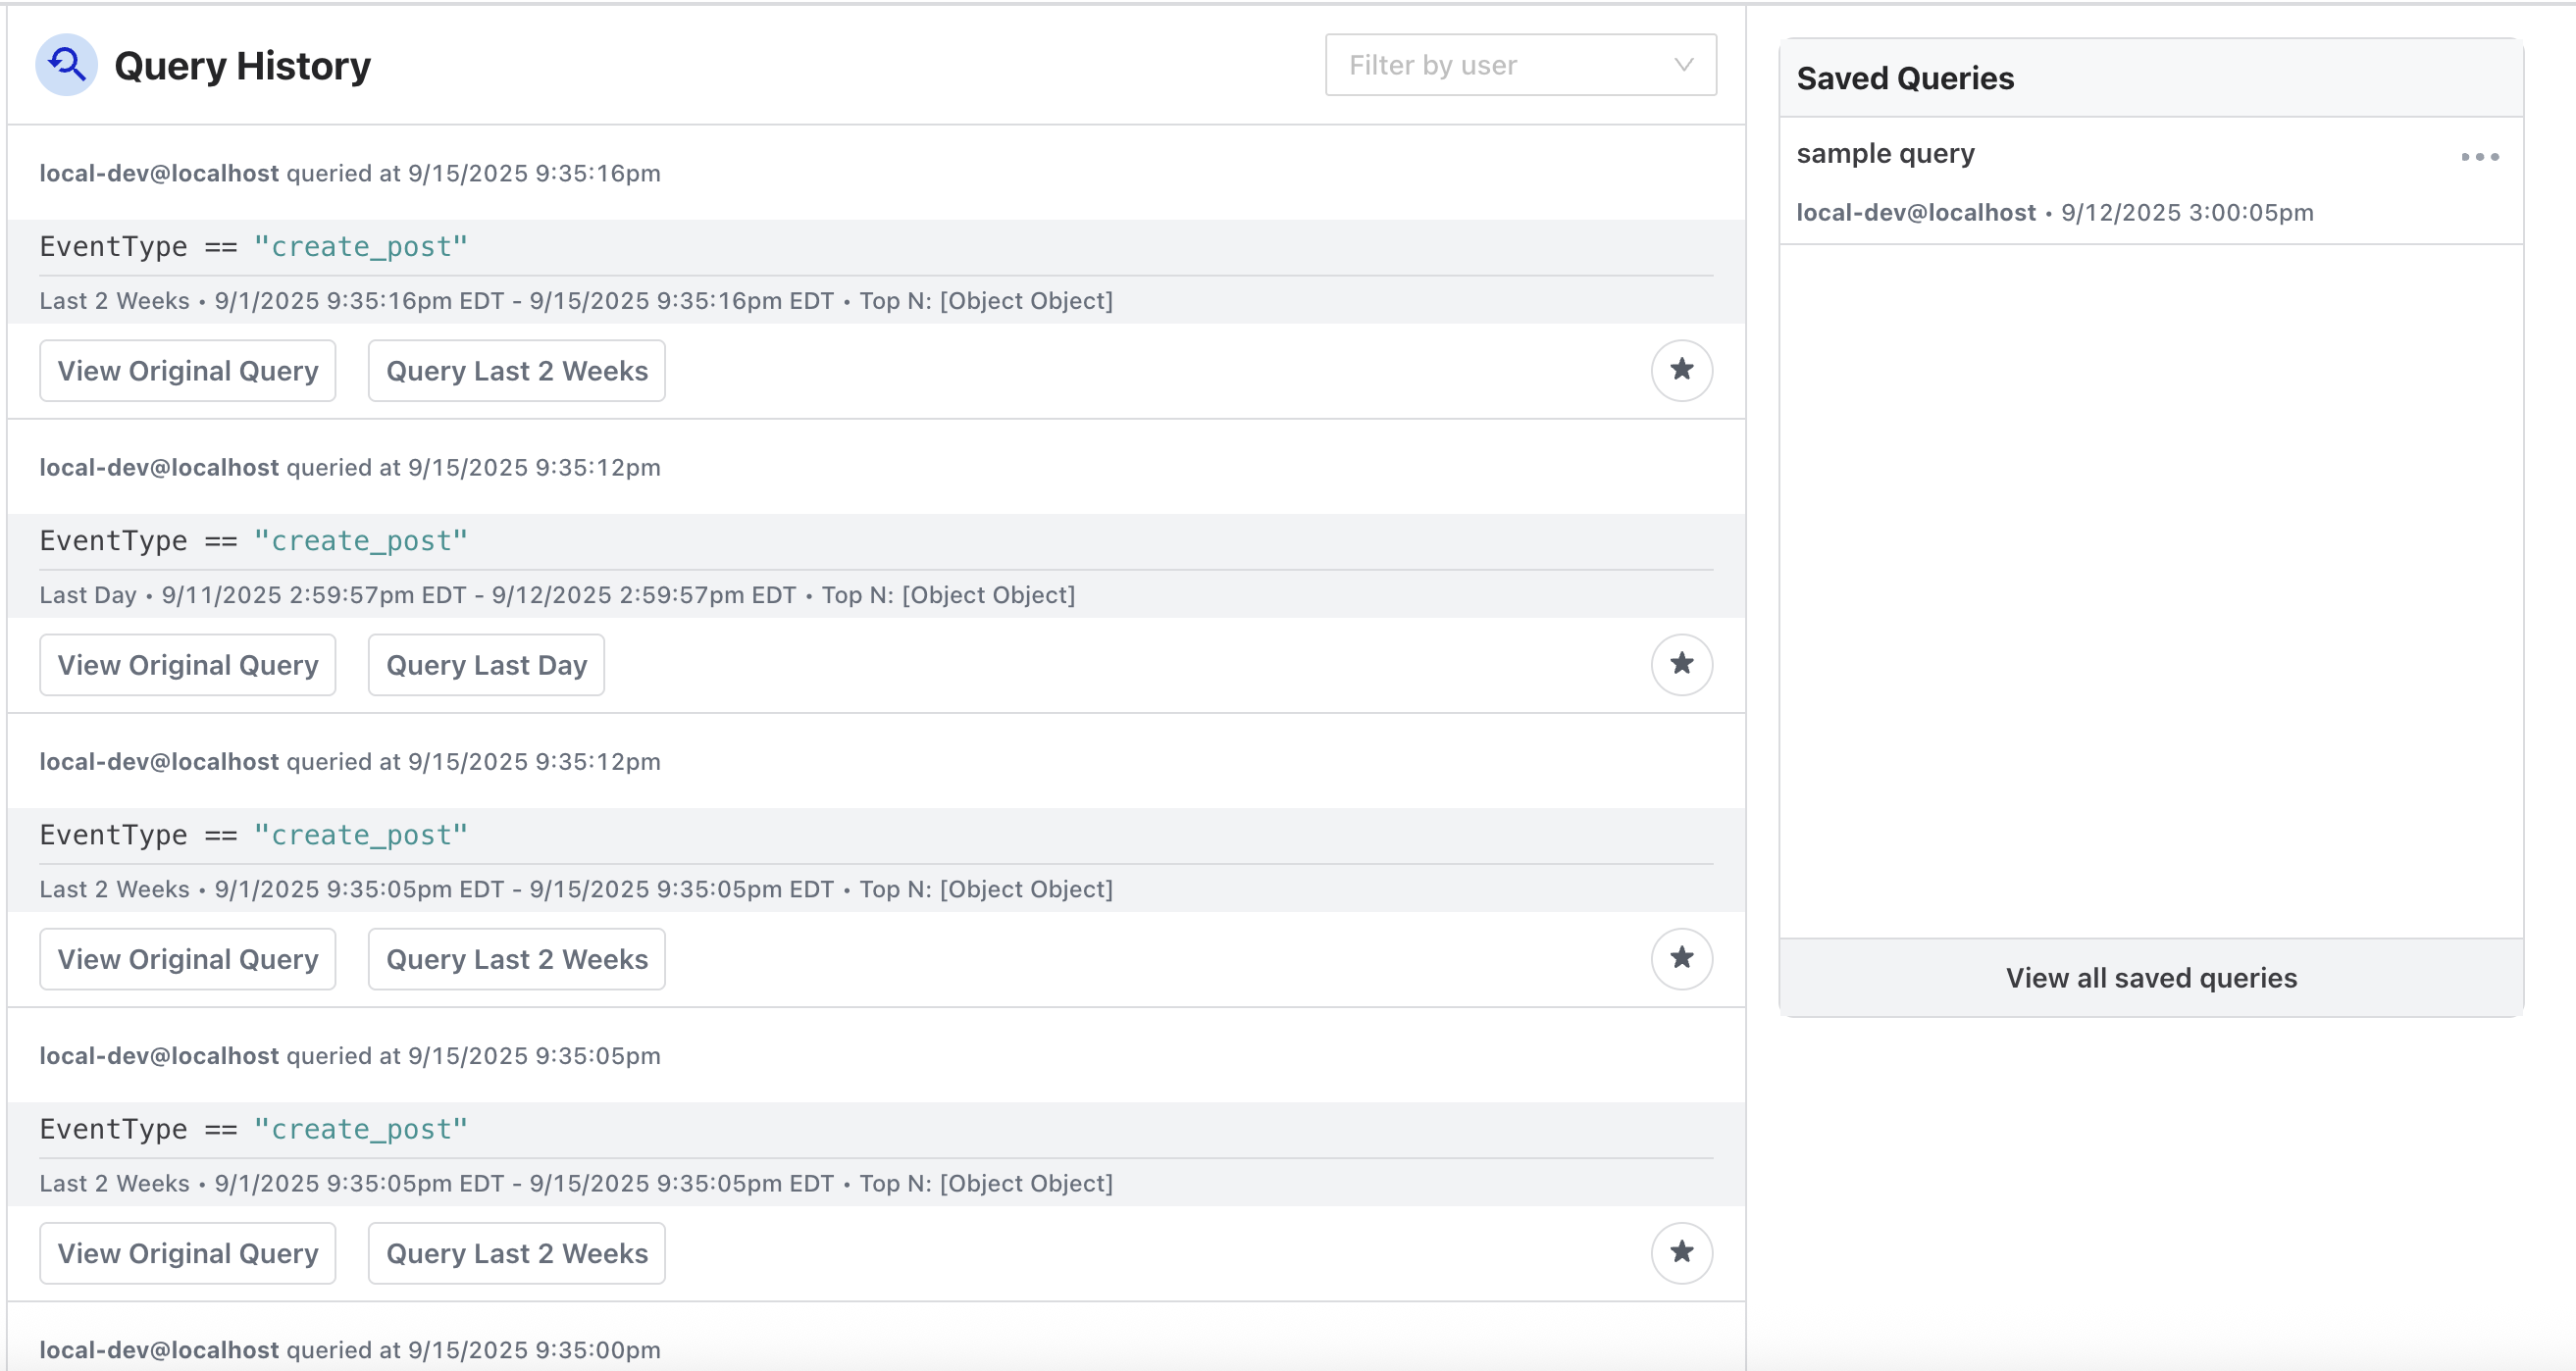 Query History
Filter by user
local-dev@localhost queried at 9/15/2025 9:35:16pm
EventType == "create_post"
Last 2 Weeks • 9/1/2025 9:35:16pm EDT - 9/15/2025 9:35:16pm EDT • Top N: [Object Object]
View Original Query
Query Last 2 Weeks
local-dev@localhost queried at 9/15/2025 9:35:12pm
EventType == "create_post"
Last Day • 9/11/2025 2:59:57pm EDT - 9/12/2025 2:59:57pm EDT • Top N: [Object Object]
View Original Query
Query Last Day
local-dev@localhost queried at 9/15/2025 9:35:12pm
EventType == "create_post"
Last 2 Weeks • 9/1/2025 9:35:05pm EDT - 9/15/2025 9:35:05pm EDT • Top N: [Object Object]
View Original Query
Query Last 2 Weeks
local-dev@localhost queried at 9/15/2025 9:35:05pm
EventType == "create_post"
Last 2 Weeks • 9/1/2025 9:35:05pm EDT - 9/15/2025 9:35:05pm EDT • Top N: [Object Object]
View Original Query
Query Last 2 Weeks
local-dev@localhost queried at 9/15/2025 9:35:00pm
Saved Queries
sample query
local-dev@localhost • 9/12/2025 3:00:05pm
View all saved queries